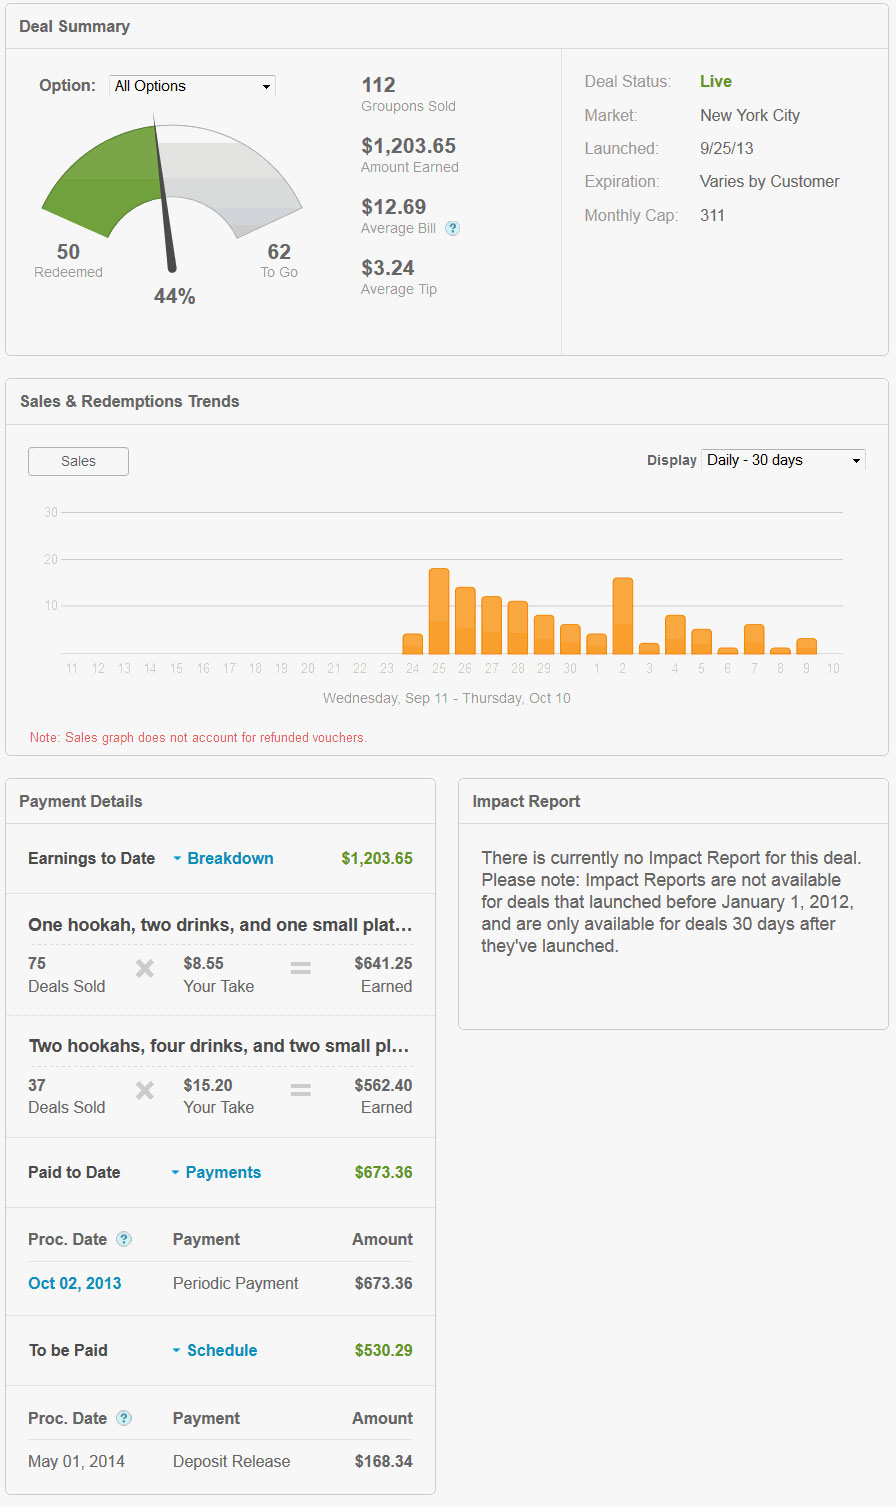 Deal Summary
Option: All Options
50
Redeemed
62
To Go
44%
112
Groupons Sold
$1,203.65
Amount Earned
$12.69
Average Bill ?
$3.24
Average Tip
Deal Status: Live
Market: New York City
Launched: 9/25/13
Expiration: Varies by Customer
Monthly Cap: 311
Sales & Redemptions Trends
Sales
Display Daily - 30 days
30
20
10
11 12 13 14 15 16 17 18 19 20 21 22 23 24 25 26 27 28 29 30 1 2 3 4 5 6 7 8 9 10
Wednesday, Sep 11 - Thursday, Oct 10
Note: Sales graph does not account for refunded vouchers.
Payment Details
Earnings to Date Breakdown $1,203.65
One hookah, two drinks, and one small plat...
75 $8.55 $641.25
Deals Sold Your Take Earned
Two hookahs, four drinks, and two small pl...
37 $15.20 $562.40
Deals Sold Your Take Earned
Paid to Date Payments $673.36
Proc. Date ? Payment Amount
Oct 02, 2013 Periodic Payment $673.36
To be Paid Schedule $530.29
Proc. Date ? Payment Amount
May 01, 2014 Deposit Release $168.34
Impact Report
There is currently no Impact Report for this deal.
Please note: Impact Reports are not available
for deals that launched before January 1, 2012,
and are only available for deals 30 days after
they've launched.